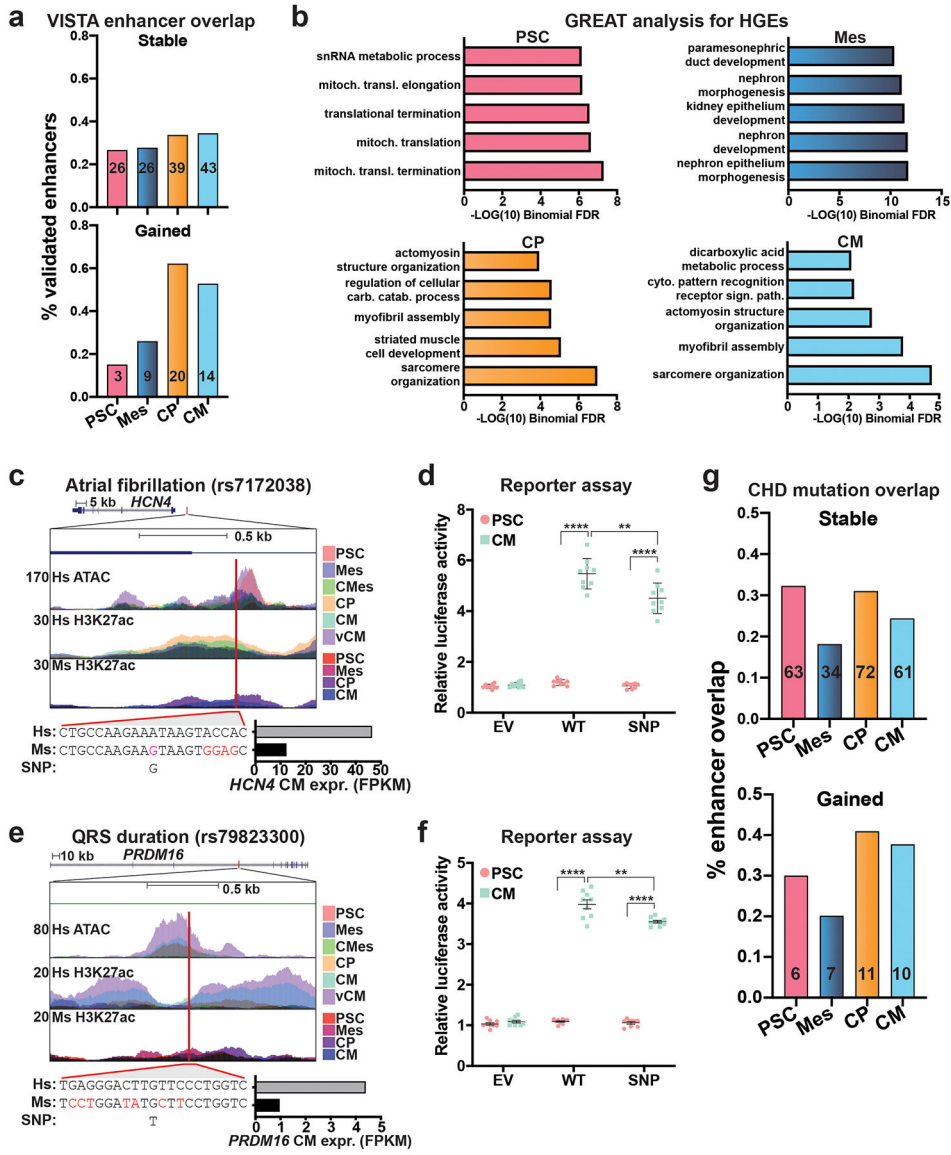 a
VISTA enhancer overlap
Stable
0.8
0.6
0.4
0.2
0.0
26
26
39
43
% validated enhancers
Gained
0.8
0.6
0.4
0.2
0.0
3
9
20
14
PSC
Mes
CP
CM
b
GREAT analysis for HGEs
PSC
snRNA metabolic process
mitoch. transl. elongation
translational termination
mitoch. translation
mitoch. transl. termination
0 2 4 6 8
-LOG(10) Binomial FDR
Mes
paramesonephric
duct development
nephron
morphogenesis
kidney epithelium
development
nephron
development
nephron epithelium
morphogenesis
0 5 10 15
-LOG(10) Binomial FDR
CP
actomyosin
structure organization
regulation of cellular
carb. catab. process
myofibril assembly
striated muscle
cell development
sarcomere
organization
0 2 4 6 8
-LOG(10) Binomial FDR
CM
dicarboxylic acid
metabolic process
cyto. pattern recognition
receptor sign. path.
actomyosin structure
organization
myofibril assembly
sarcomere organization
0 1 2 3 4 5
-LOG(10) Binomial FDR
c
Atrial fibrillation (rs7172038)
5 kb
HCN4
0.5 kb
170 Hs ATAC
30 Hs H3K27ac
30 Ms H3K27ac
PSC
Mes
CMes
CP
CM
vCM
PSC
Mes
CP
CM
Hs: CTGCCAAGAAATAAGTACCAC
Ms: CTGCCAAGAAGTAAGTGGAGC
SNP: G
0 10 20 30 40 50
HCN4 CM expr. (FPKM)
d
Reporter assay
PSC
CM
Relative luciferase activity
8
6
4
2
0
**** **
****
EV WT SNP
e
QRS duration (rs79823300)
10 kb
PRDM16
0.5 kb
80 Hs ATAC
20 Hs H3K27ac
20 Ms H3K27ac
PSC
Mes
CMes
CP
CM
vCM
PSC
Mes
CP
CM
Hs: TGAGGGACTTGTTCCCTGGTC
Ms: TCCTGGATATGCTTCCTGGTC
SNP: T
0 1 2 3 4 5
PRDM16 CM expr. (FPKM)
f
Reporter assay
PSC
CM
Relative luciferase activity
5
4
3
2
1
0
**** **
****
EV WT SNP
g
CHD mutation overlap
Stable
0.5
0.4
0.3
0.2
0.1
0.0
63
34
72
61
PSC
Mes
CP
CM
% enhancer overlap
Gained
0.5
0.4
0.3
0.2
0.1
0.0
6
7
11
10
PSC
Mes
CP
CM